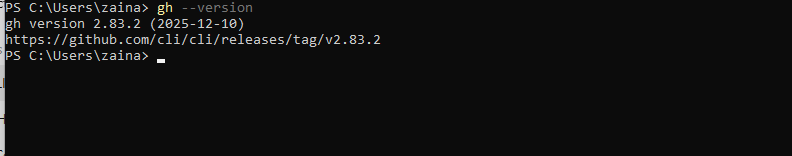 PS C:\Users\zaina> gh --version
gh version 2.83.2 (2025-12-10)
https://github.com/cli/cli/releases/tag/v2.83.2
PS C:\Users\zaina>